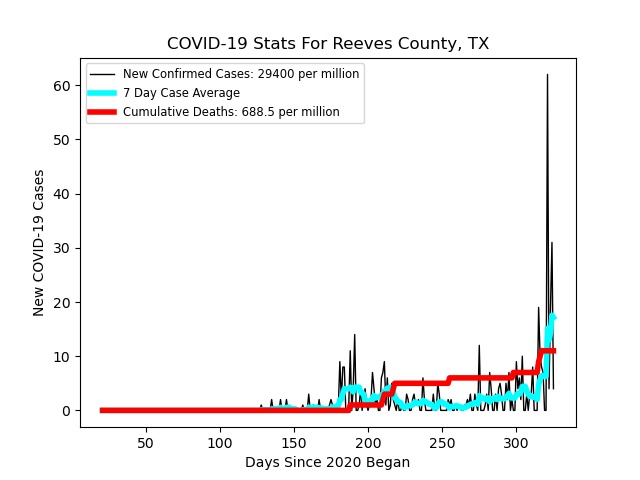 COVID-19 Stats For Reeves County, TX
New Confirmed Cases: 29400 per million
7 Day Case Average
Cumulative Deaths: 688.5 per million
New COVID-19 Cases
60
50
40
30
20
10
0
50 100 150 200 250 300
Days Since 2020 Began